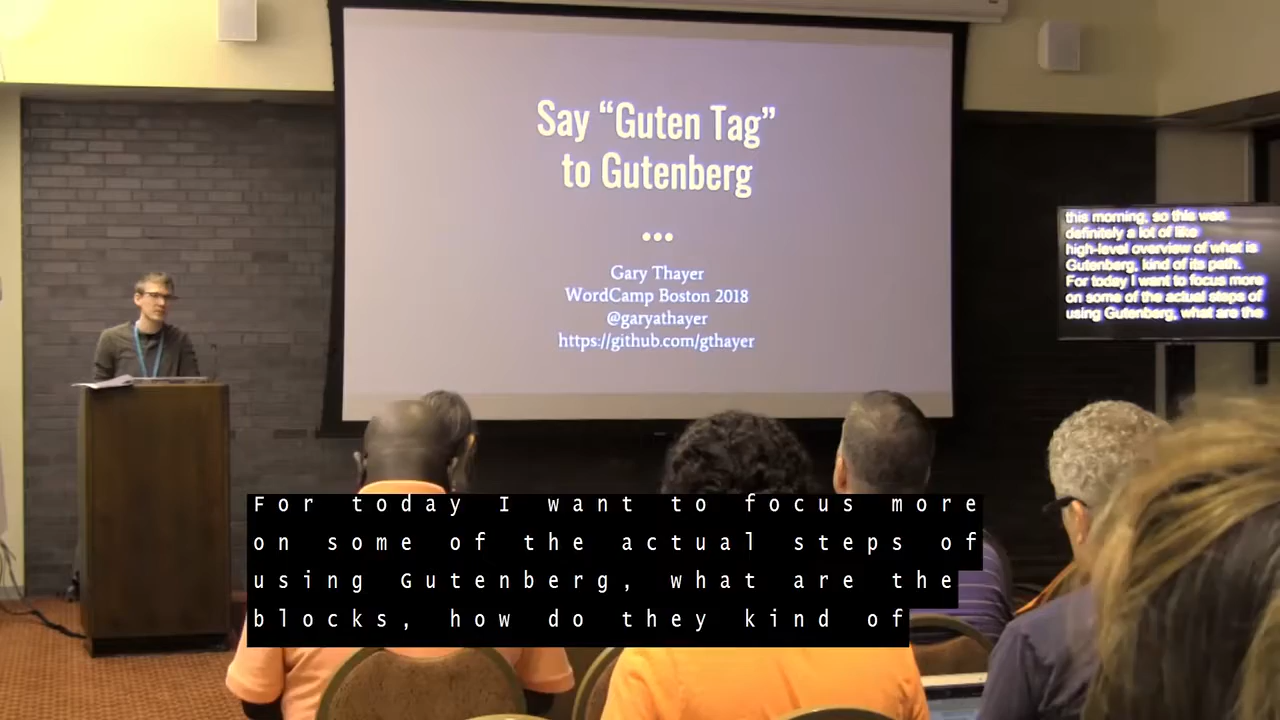 Say “Guten Tag”
to Gutenberg
Gary Thayer
WordCamp Boston 2018
@garyathayer
https://github.com/gthayer
this morning, so this was
definitely a lot of like
high-level overview of what is
Gutenberg, kind of its path.
For today I want to focus more
on some of the actual steps of
using Gutenberg, what are the
For today I want to focus more
on some of the actual steps of
using Gutenberg, what are the
blocks, how do they kind of